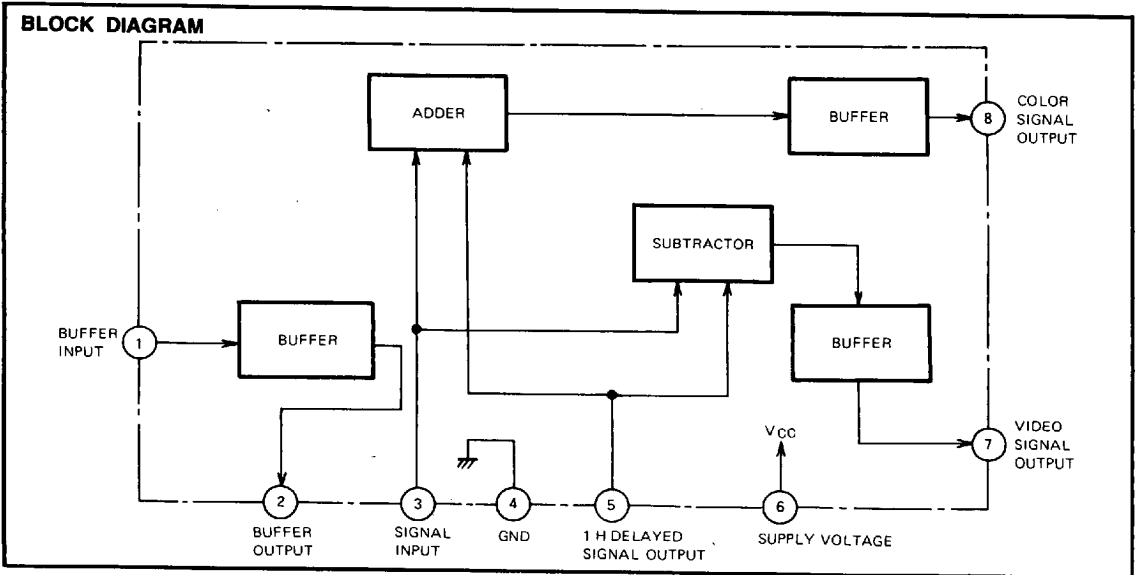 BLOCK DIAGRAM
ADDER
BUFFER
8
COLOR
SIGNAL
OUTPUT
SUBTRACTOR
BUFFER
INPUT
1
BUFFER
BUFFER
VCC
7
VIDEO
SIGNAL
OUTPUT
2
3
4
5
6
BUFFER
OUTPUT
SIGNAL
INPUT
GND
1 H DELAYED
SIGNAL OUTPUT
SUPPLY VOLTAGE